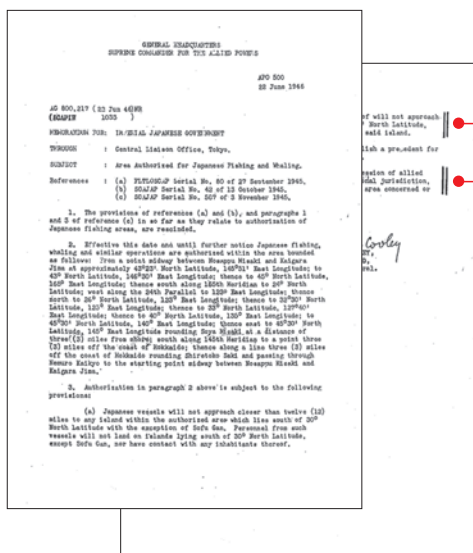 GENERAL HEADQUARTERS
SUPREME COMMANDER FOR THE ALLIED POWERS
APO 500
22 June 1946
AG 800.217 (22 Jun 46)NR
(SCAPIN 1033 )
MEMORANDUM FOR: IMPERIAL JAPANESE GOVERNMENT
THROUGH : Central Liaison Office, Tokyo.
SUBJECT : Area Authorized for Japanese Fishing and Whaling.
References : (a) FLTLOSCAP Serial No. 80 of 27 September 1945.
(b) SCAJAP Serial No. 42 of 13 October 1945.
(c) SCAJAP Serial No. 507 of 3 November 1945.
1. The provisions of references (a) and (b), and paragraphs 1
and 3 of reference (c) in so far as they relate to authorization of
Japanese fishing areas, are rescinded.
2. Effective this date and until further notice Japanese fishing,
whaling and similar operations are authorized within the area bounded
as follows: From a point midway between Nosappu Misaki and Kaigara
Jima at approximately 43°23' North Latitude, 145°51' East Longitude; to
43° North Latitude, 146°30' East Longitude; thence to 45° North Latitude,
165° East Longitude; thence south along 165th Meridian to 24° North
Latitude; west along the 24th Parallel to 123° East Longitude; thence
north to 26° North Latitude, 123° East Longitude; thence to 32°30' North
Latitude, 125° East Longitude; thence to 33° North Latitude, 127°40'
East Longitude; thence to 40° North Latitude, 135° East Longitude; to
45°30' North Latitude, 140° East Longitude; thence east to 45°30' North
Latitude, 145° East Longitude rounding Soya Misaki at a distance of
three (3) miles from shore; south along 145th Meridian to a point three
(3) miles off the coast of Hokkaido; thence along a line three (3) miles
off the coast of Hokkaido rounding Shiretoko Saki and passing through
Nemuro Kaikyo to the starting point midway between Nosappu Misaki and
Kaigara Jima.
3. Authorization in paragraph 2 above is subject to the following
provisions:
(a) Japanese vessels will not approach closer than twelve (12)
miles to any island within the authorized area which lies south of 30°
North Latitude with the exception of Sofu Gan. Personnel from such
vessels will not land on islands lying south of 30° North Latitude,
except Sofu Gan, nor have contact with any inhabitants thereof.
of will not approach
North Latitude,
said island.
lish a precedent for
ession of allied
jurisdiction,
area concerned or
Cooley